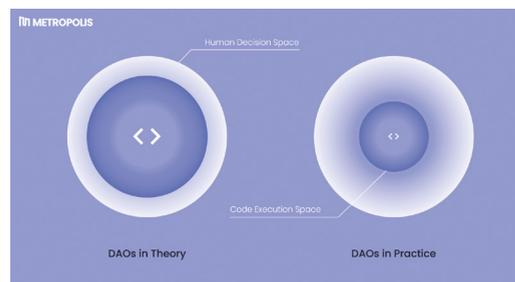 METROPOLIS
Human Decision Space
< >
< >
Code Execution Space
DAOs in Theory
DAOs in Practice